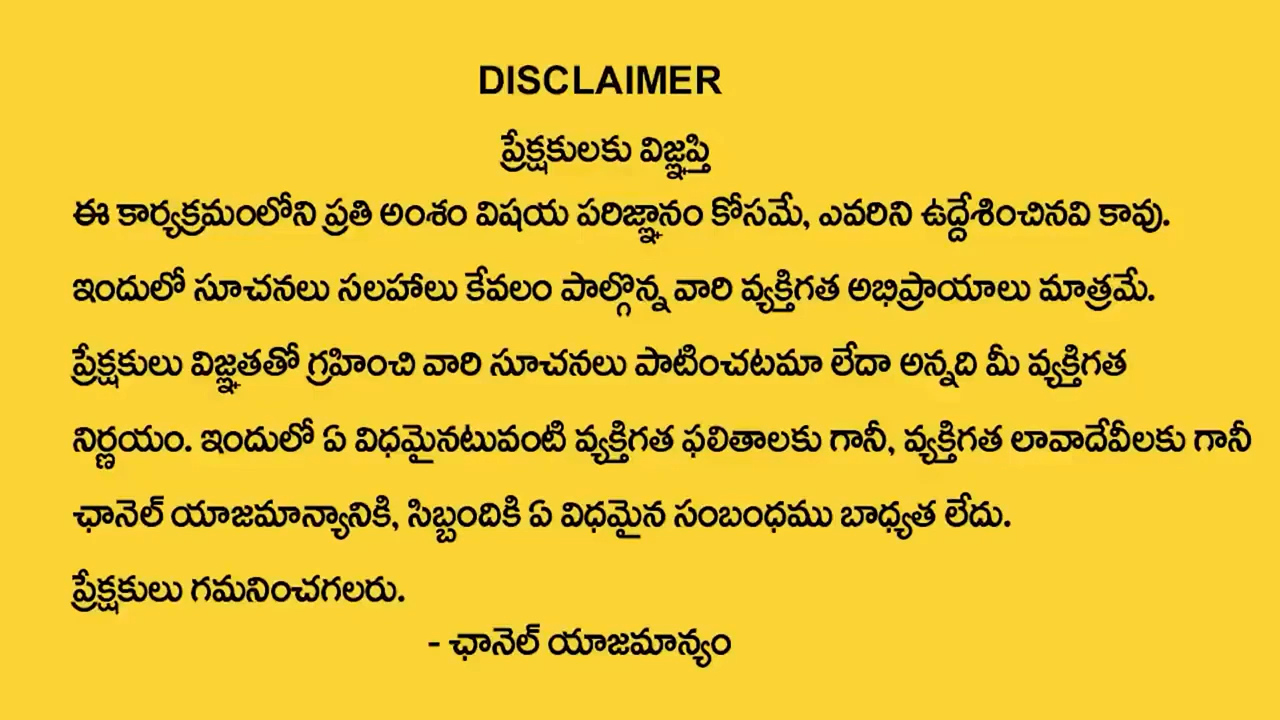 DISCLAIMER
ప్రేక్షకులకు విజ్ఞప్తి
ఈ కార్యక్రమంలోని ప్రతి అంశం విషయ పరిజ్ఞానం కోసమే, ఎవరిని ఉద్దేశించినవి కావు.
ఇందులో సూచనలు సలహాలు కేవలం పాల్గొన్న వారి వ్యక్తిగత అభిప్రాయాలు మాత్రమే.
ప్రేక్షకులు విజ్ఞతతో గ్రహించి వారి సూచనలు పాటించటమా లేదా అన్నది మీ వ్యక్తిగత
నిర్ణయం. ఇందులో ఏ విధమైనటువంటి వ్యక్తిగత ఫలితాలకు గానీ, వ్యక్తిగత లావాదేవీలకు గానీ
ఛానెల్ యాజమాన్యానికి, సిబ్బందికి ఏ విధమైన సంబంధము బాధ్యత లేదు.
ప్రేక్షకులు గమనించగలరు.
- ఛానెల్ యాజమాన్యం